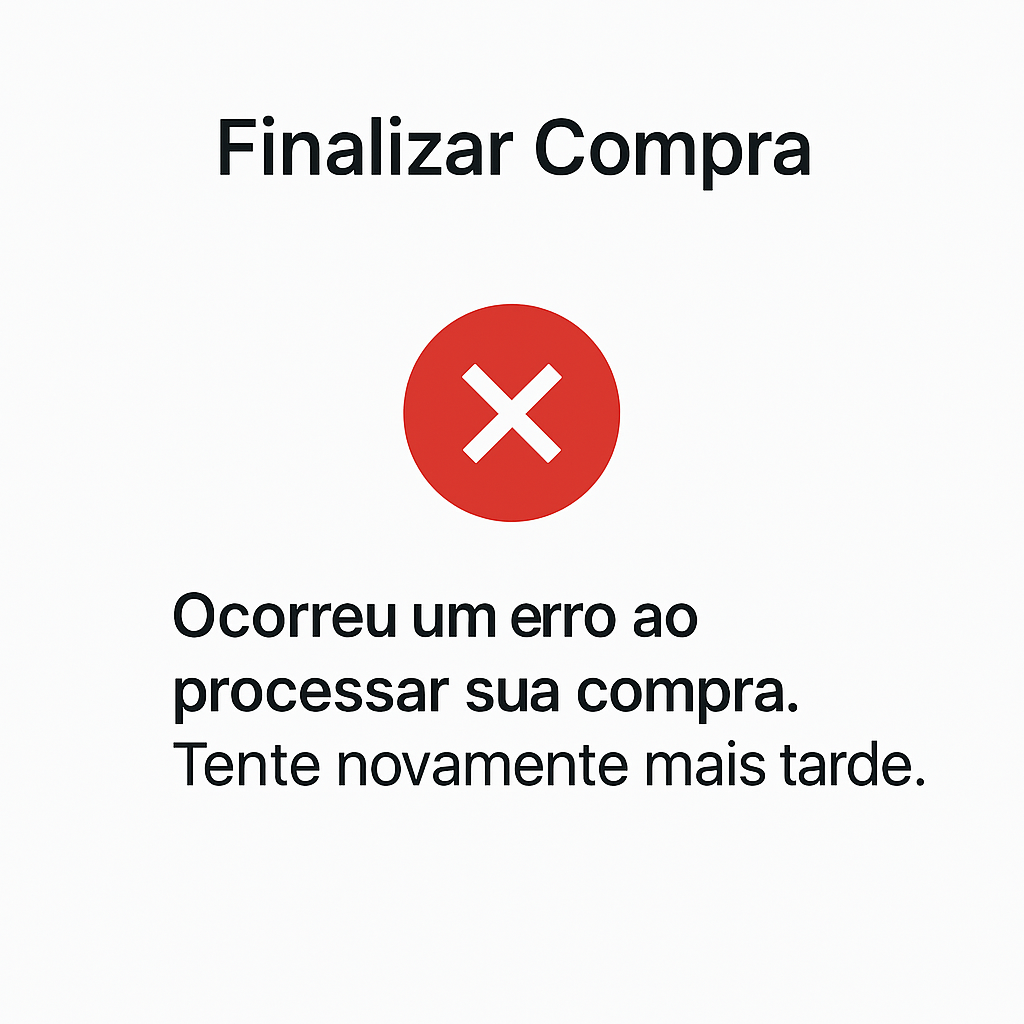 Finalizar Compra
Ocorreu um erro ao
processar sua compra.
Tente novamente mais tarde.